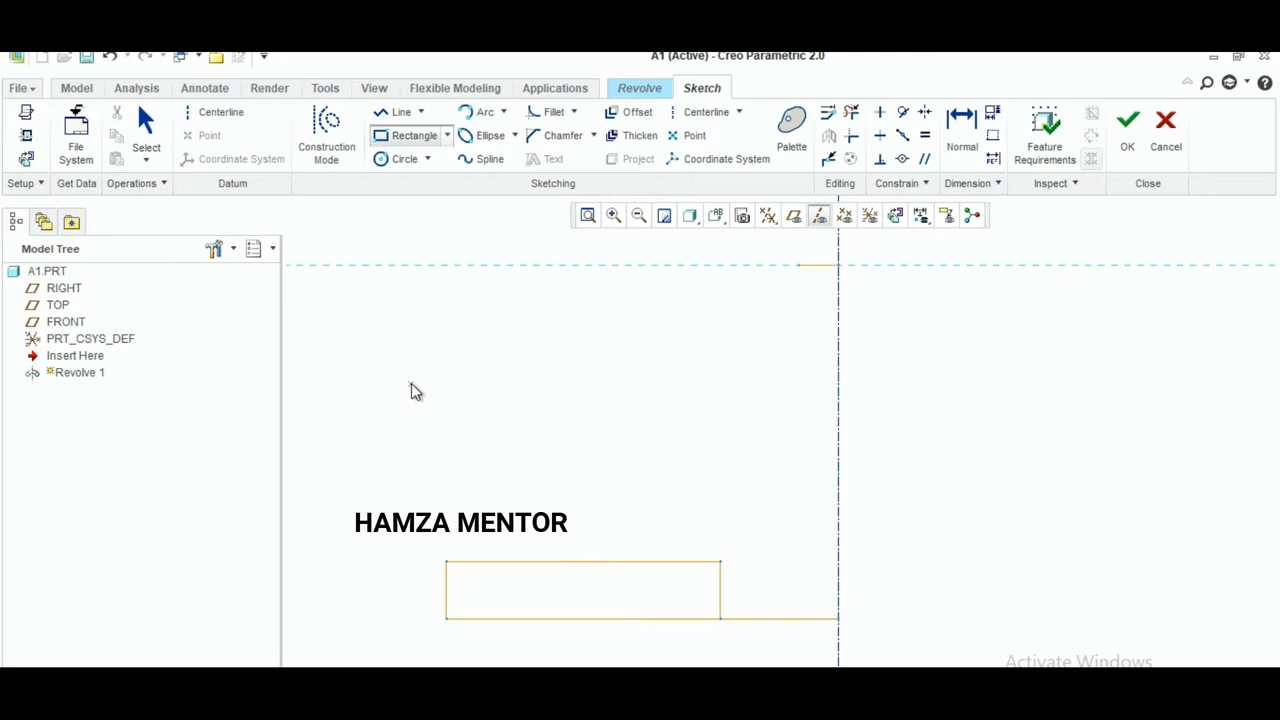 A1 (Active) - Creo Parametric 2.0
File Model Analysis Annotate Render Tools View Flexible Modeling Applications Revolve Sketch
Centerline Line Arc Fillet Offset Centerline
Rectangle Ellipse Chamfer Thicken Point
Point
File System Select Construction Mode Palette Normal Feature Requirements OK Cancel
Coordinate System Circle Spline Text Project Coordinate System
Setup Get Data Operations Datum Sketching Editing Constrain Dimension Inspect Close
Model Tree
A1.PRT
RIGHT
TOP
FRONT
PRT_CSYS_DEF
Insert Here
Revolve 1
HAMZA MENTOR
Activate Windows